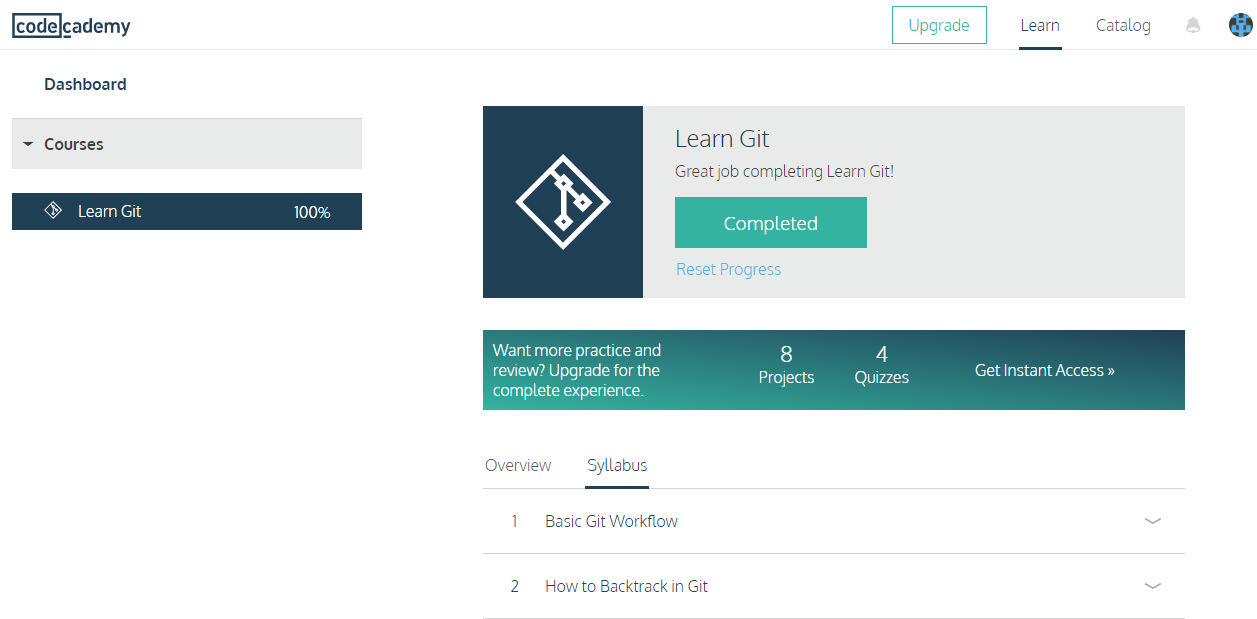 codecademy
Upgrade
Learn
Catalog
Dashboard
Courses
Learn Git 100%
Learn Git
Great job completing Learn Git!
Completed
Reset Progress
Want more practice and
review? Upgrade for the
complete experience.
8
Projects
4
Quizzes
Get Instant Access »
Overview
Syllabus
1 Basic Git Workflow
2 How to Backtrack in Git